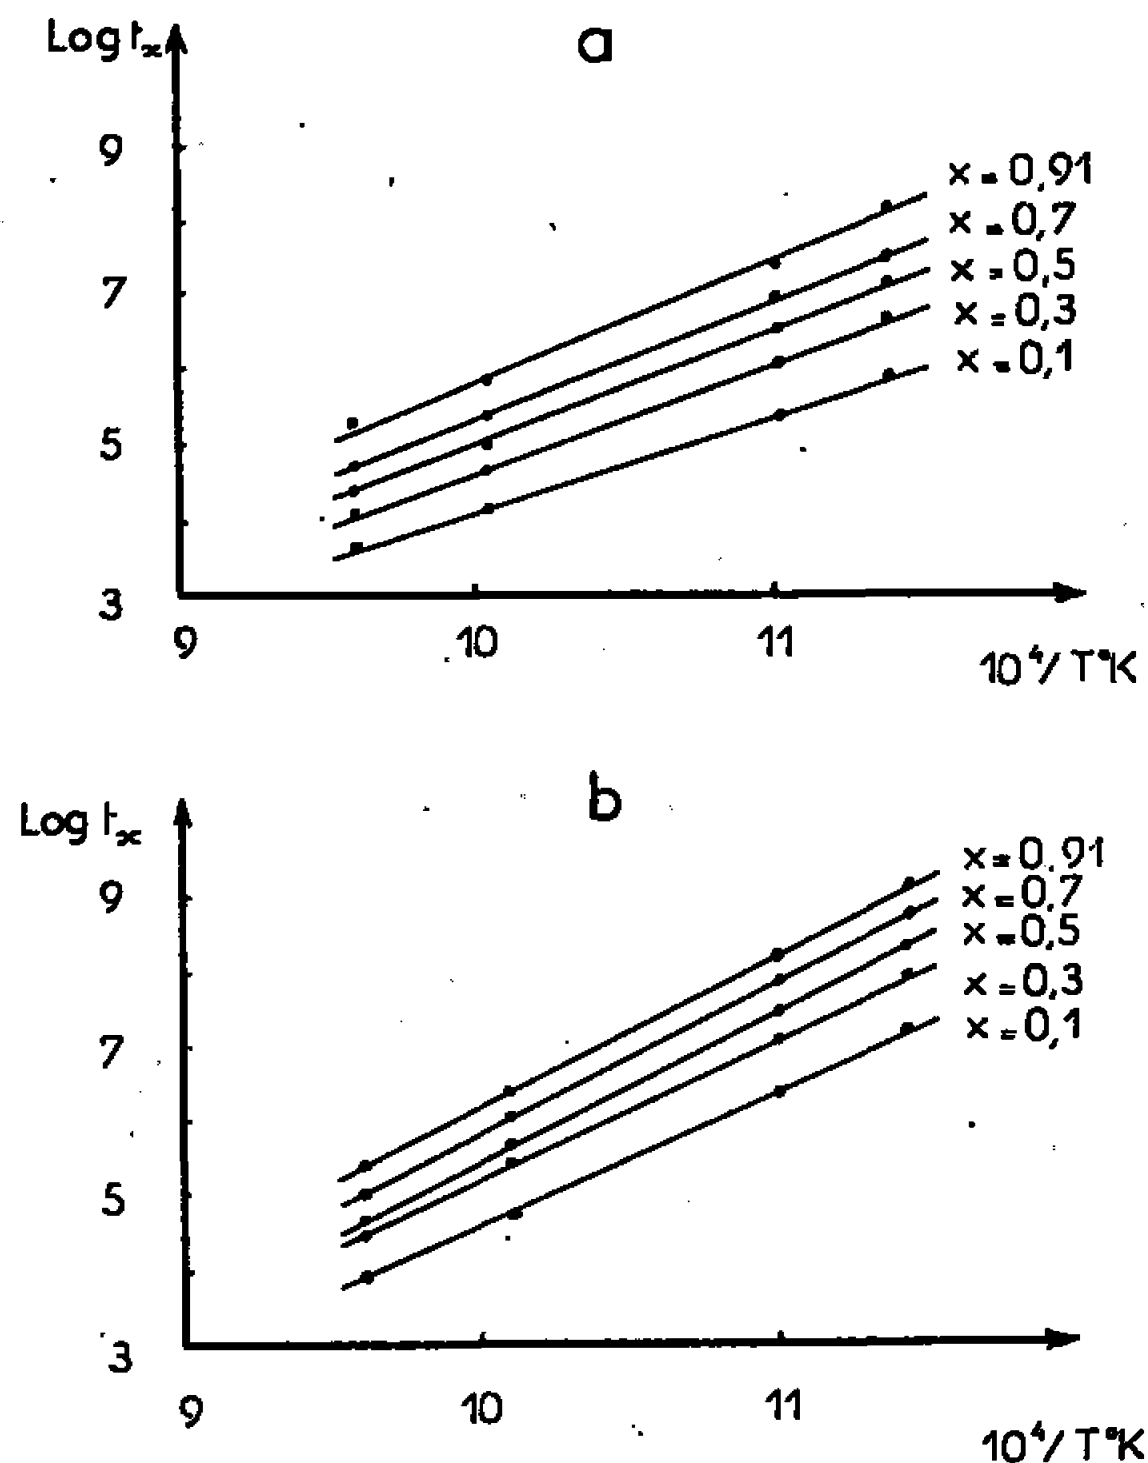 a
Log tₓ
9
7
5
3
x = 0,91
x = 0,7
x = 0,5
x = 0,3
x = 0,1
9 10 11
10⁴/T°K
b
Log tₓ
9
7
5
3
x = 0.91
x = 0,7
x = 0,5
x = 0,3
x = 0,1
9 10 11
10⁴/T°K